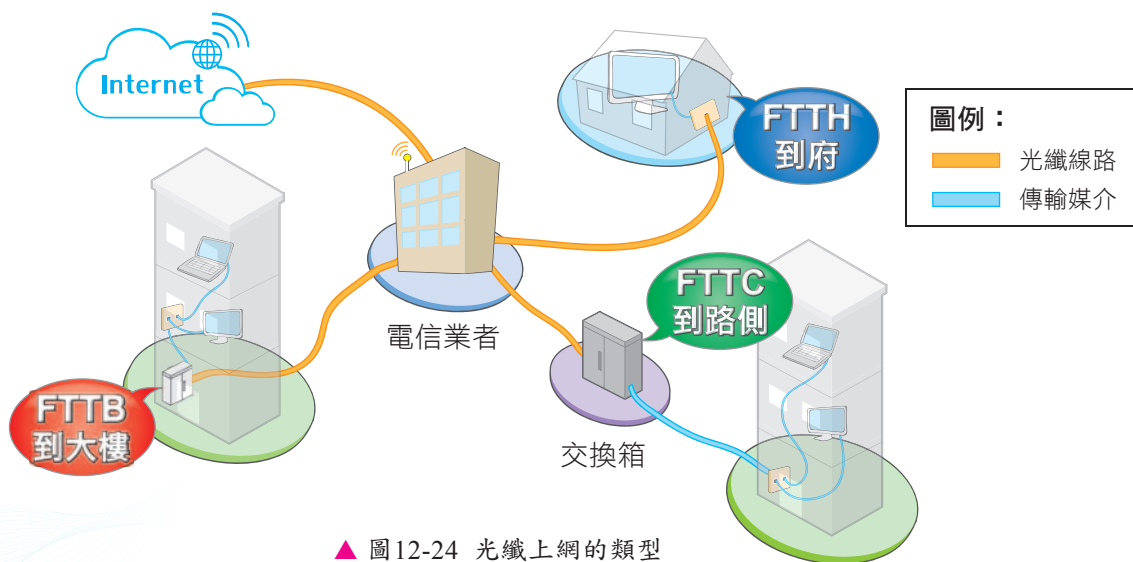 Internet
FTTH
到府
圖例：
光纖線路
傳輸媒介
電信業者
FTTC
到路側
FTTB
到大樓
交換箱
▲ 圖12-24 光纖上網的類型